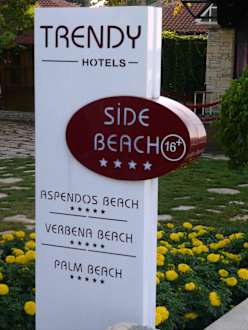 TRENDY
HOTELS
SiDE
BEACH 16+
★★★★
ASPENDOS BEACH
★★★★★
VERBENA BEACH
★★★★★
PALM BEACH
★★★★★